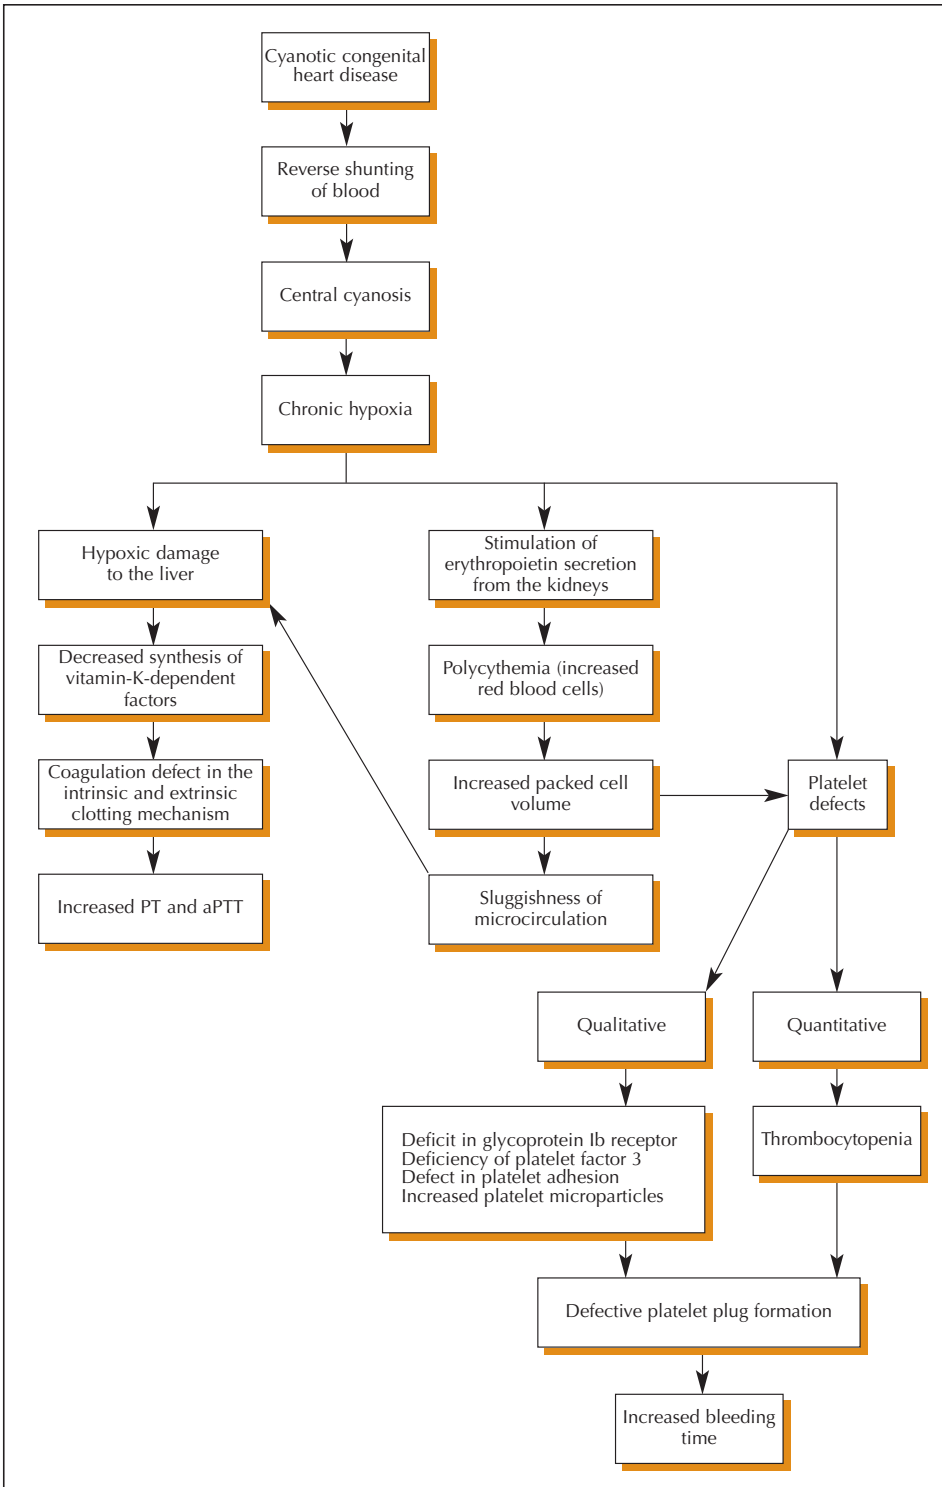 Cyanotic congenital
heart disease
Reverse shunting
of blood
Central cyanosis
Chronic hypoxia
Hypoxic damage
to the liver
Stimulation of
erythropoietin secretion
from the kidneys
Decreased synthesis of
vitamin-K-dependent
factors
Polycythemia (increased
red blood cells)
Coagulation defect in the
intrinsic and extrinsic
clotting mechanism
Increased packed cell
volume
Platelet
defects
Increased PT and aPTT
Sluggishness of
microcirculation
Qualitative
Quantitative
Deficit in glycoprotein Ib receptor
Deficiency of platelet factor 3
Defect in platelet adhesion
Increased platelet microparticles
Thrombocytopenia
Defective platelet plug formation
Increased bleeding
time